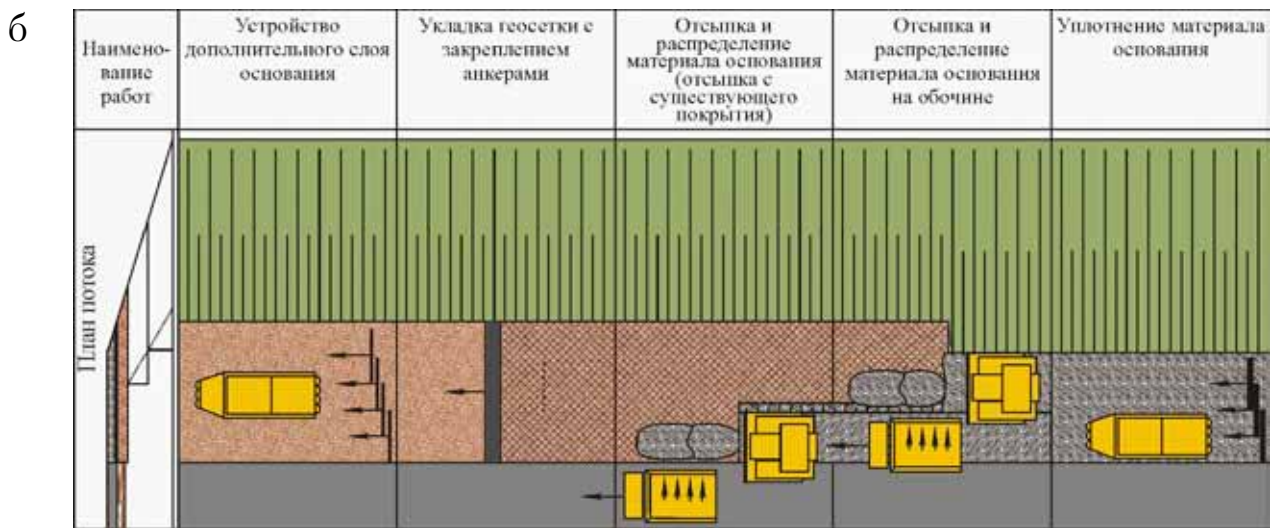 б
Наимено-
вание
работ
Устройство
дополнительного слоя
основания
Укладка геосетки с
закреплением
анкерами
Отсыпка и
распределение
материала основания
(отсыпка с
существующего
покрытия)
Отсыпка и
распределение
материала основания
на обочине
Уплотнение материала
основания
План потока